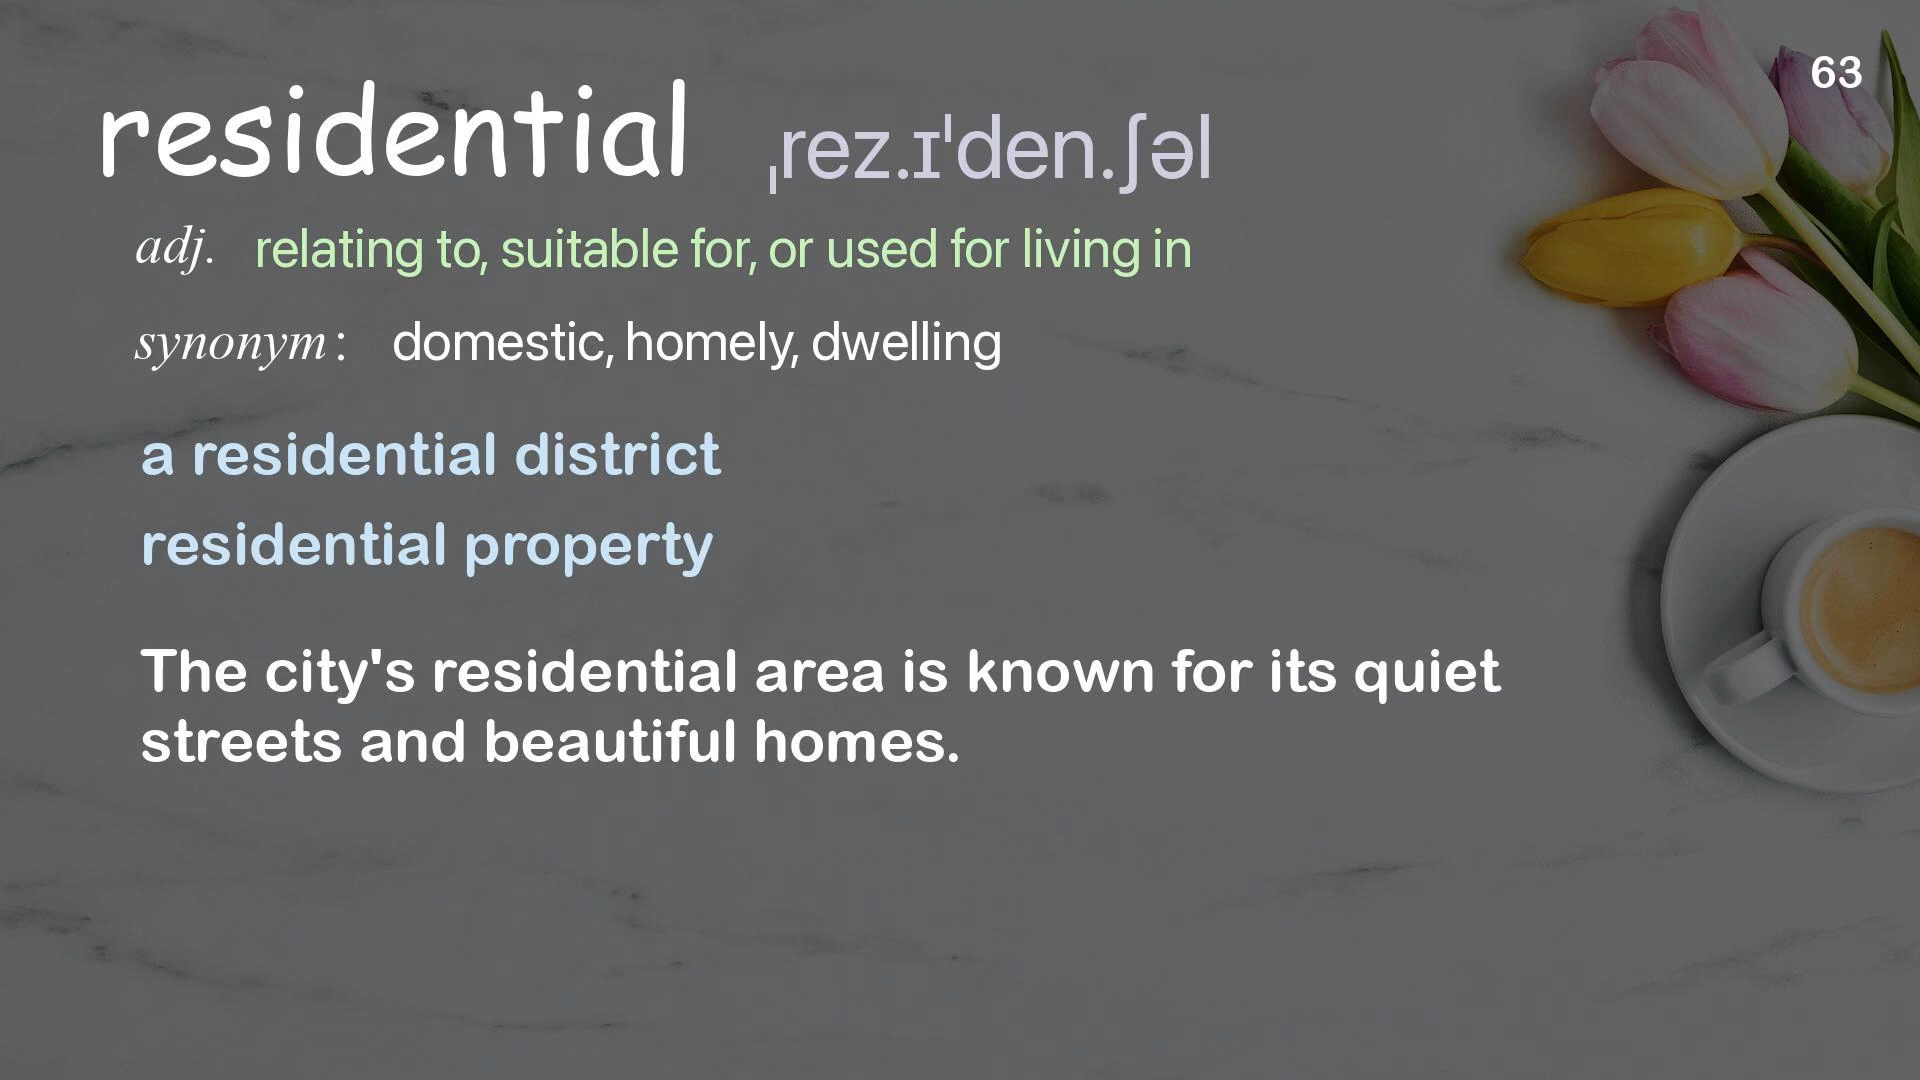 63
residential ˌrez.ɪˈden.ʃəl
adj. relating to, suitable for, or used for living in
synonym: domestic, homely, dwelling
a residential district
residential property
The city's residential area is known for its quiet
streets and beautiful homes.